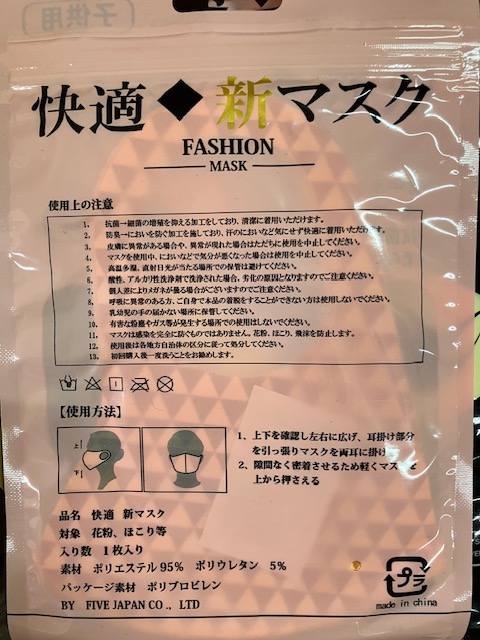 子供用
快適◆新マスク
FASHION
MASK
使用上の注意
1、 抗菌→細菌の増殖を抑える加工をしており、清潔に着用いただけます。
2、 防臭→においを防ぐ加工を施しており、汗のにおいなど気にせず快適に着用いただけます。
3、 皮膚に異常がある場合や、異常が現れた場合はただちに使用を中止してください。
4、 マスクを使用中、においなどで気分が悪くなった場合は使用を中止してください。
5、 高温多湿、直射日光が当たる場所での保管は避けてください。
6、 酸性、アルカリ性洗浄剤で洗浄された場合、劣化の原因となりますのでご注意ください。
7、 個人差によりメガネが曇る場合がございますのでご注意ください。
8、 呼吸に異常のある方、ご自身で本品の着脱をすることができない方は使用しないでください。
9、 乳幼児の手の届かない場所に保管してください。
10、 有害な粉塵やガス等が発生する場所での使用はしないでください。
11、 マスクは感染を完全に防ぐものではありません。花粉、ほこり、飛沫を防止します。
12、 使用後は各地方自治体の区分に従って処分してください。
13、 初回購入後一度洗うことをお勧めします。
【使用方法】
上
下
1、上下を確認し左右に広げ、耳掛け部分
を引っ張りマスクを両耳に掛け
2、隙間なく密着させるため軽くマスクを
上から押さえる
品名 快適 新マスク
対象 花粉、ほこり等
入り数 1枚入り
素材 ポリエステル95% ポリウレタン 5%
パッケージ素材 ポリプロピレン
BY FIVE JAPAN CO., LTD
プラ
made in china